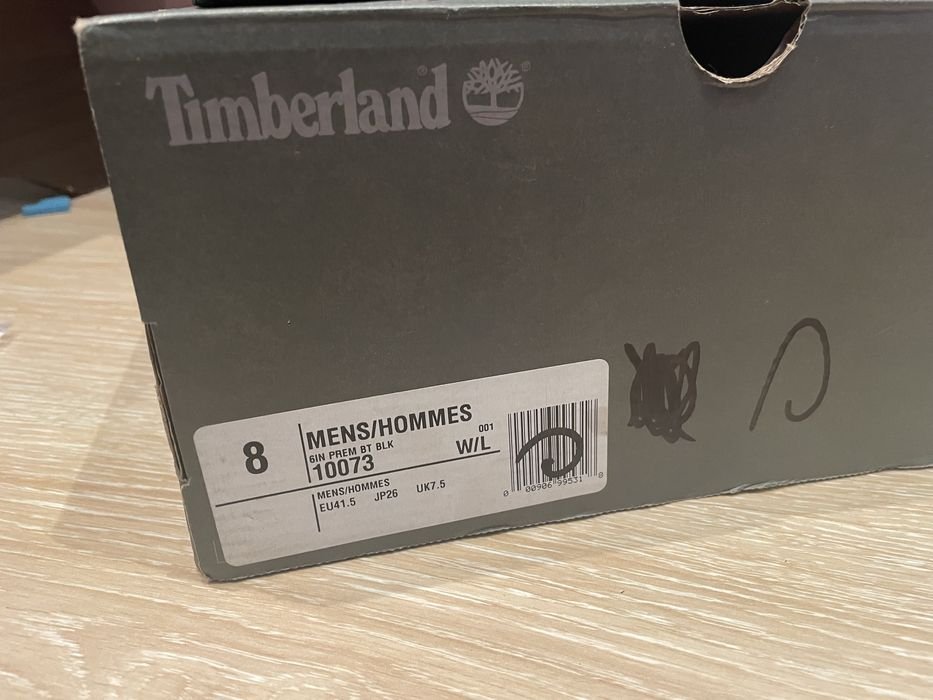 Timberland®
8
MENS/HOMMES
6IN PREM BT BLK
001
10073
W/L
MENS/HOMMES
EU41.5 JP26 UK7.5
0 00906 99531 8